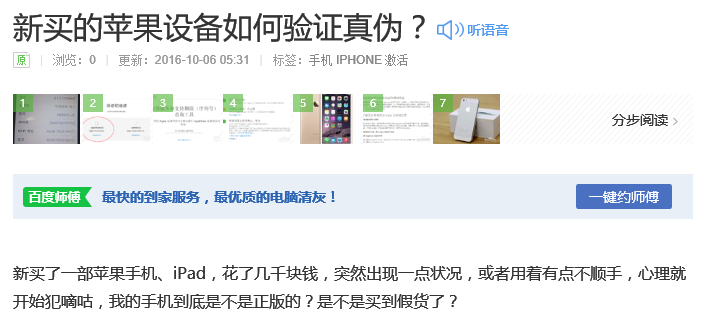 新买的苹果设备如何验证真伪？ 听语音
原 | 浏览：0 | 更新：2016-10-06 05:31 | 标签：手机 IPHONE 激活
1 2 3 4 5 6 7 分步阅读
百度师傅 最快的到家服务，最优质的电脑清灰！ 一键约师傅
新买了一部苹果手机、iPad，花了几千块钱，突然出现一点状况，或者用着有点不顺手，心理就
开始犯嘀咕，我的手机到底是不是正版的？是不是买到假货了？